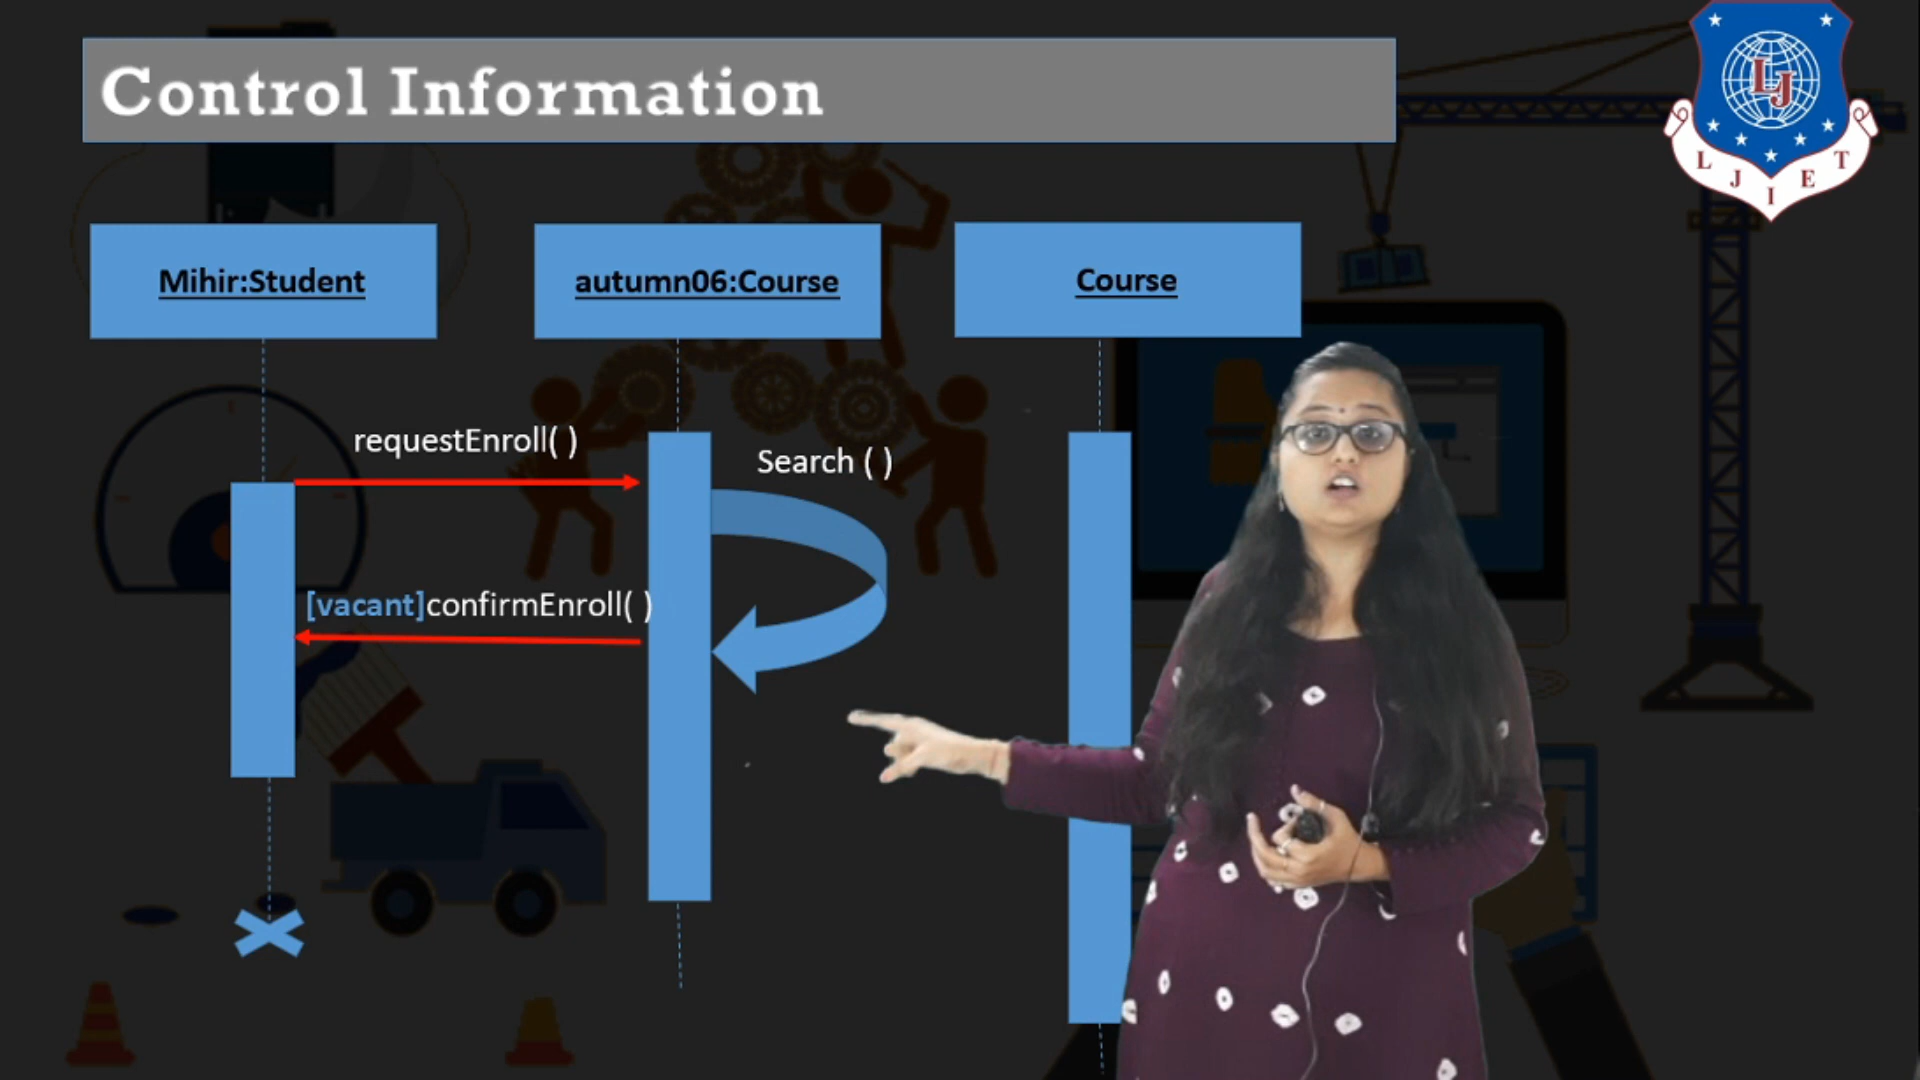 Control Information
L J I E T
LJ
Mihir:Student
autumn06:Course
Course
requestEnroll( )
Search ( )
[vacant]confirmEnroll( )